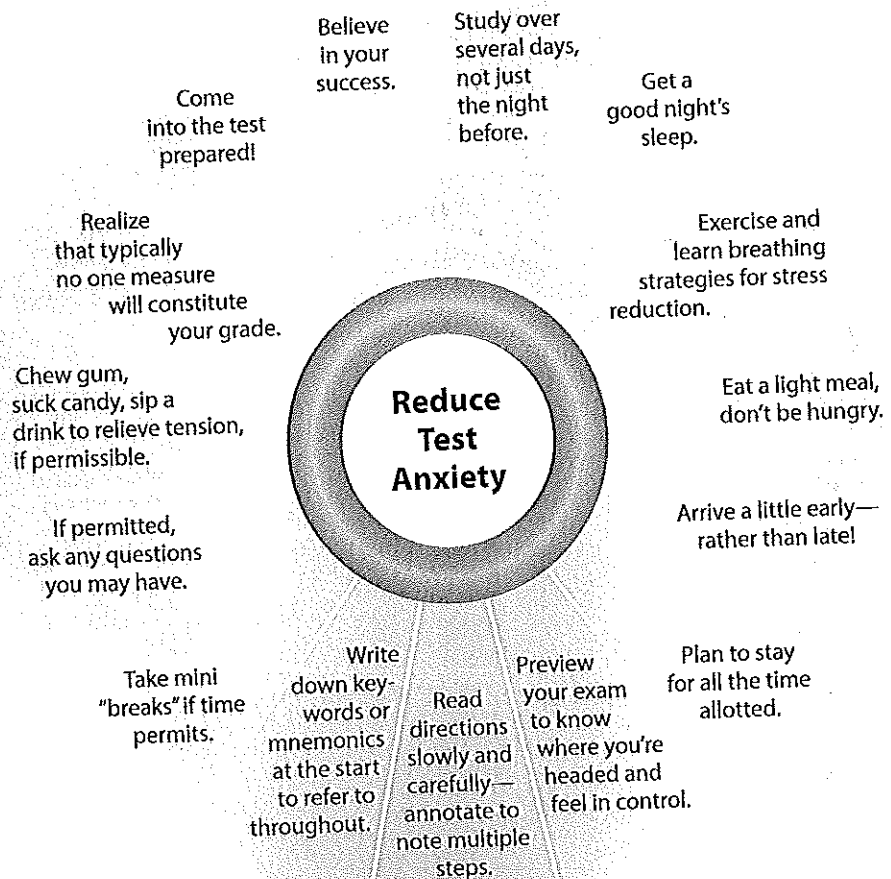 Reduce
Test
Anxiety
Study over
several days,
not just
the night
before.
Get a
good night's
sleep.
Exercise and
learn breathing
strategies for stress
reduction.
Eat a light meal,
don't be hungry.
Arrive a little early—
rather than late!
Plan to stay
for all the time
allotted.
Preview
your exam
to know
where you're
headed and
feel in control.
Read
directions
slowly and
carefully—
annotate to
note multiple
steps.
Write
down key-
words or
mnemonics
at the start
to refer to
throughout.
Take mini
"breaks" if time
permits.
If permitted,
ask any questions
you may have.
Chew gum,
suck candy, sip a
drink to relieve tension,
if permissible.
Realize
that typically
no one measure
will constitute
your grade.
Come
into the test
prepared!
Believe
in your
success.